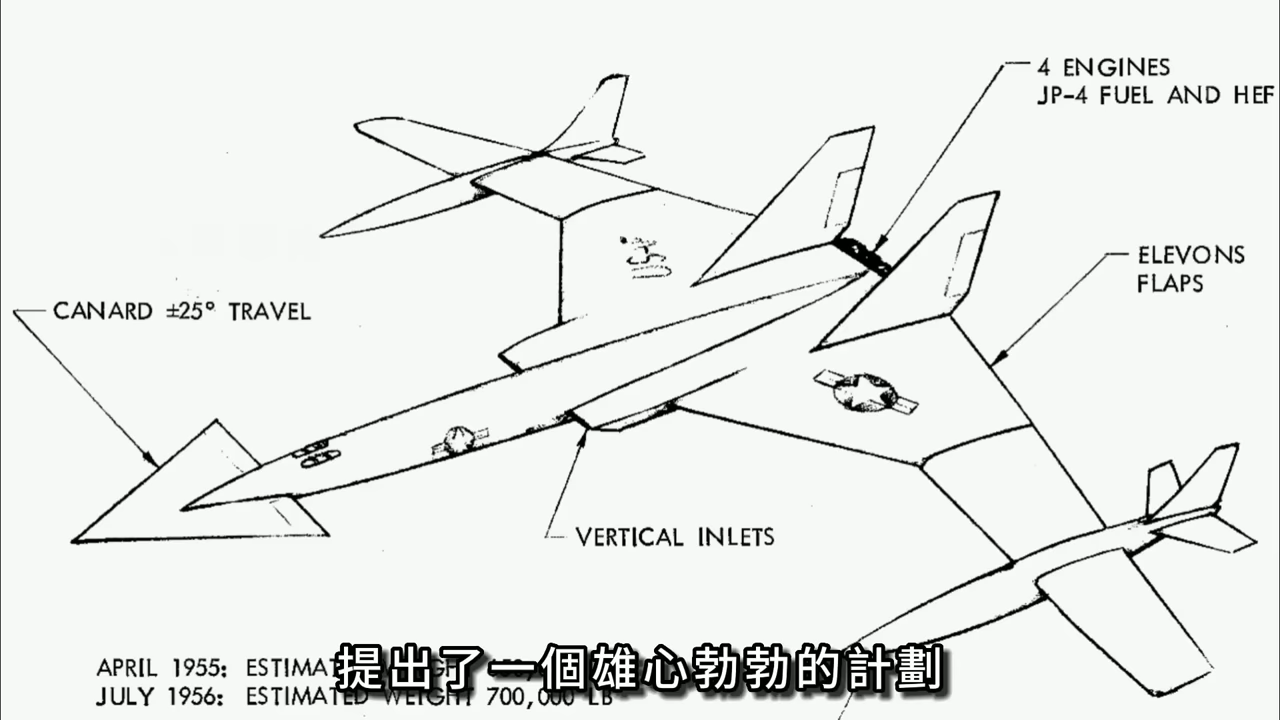 4 ENGINES
JP-4 FUEL AND HEF
ELEVONS
FLAPS
CANARD ±25° TRAVEL
VERTICAL INLETS
APRIL 1955:
JULY 1956: ESTIMATED WEIGHT 700,000 LB
提出了一個雄心勃勃的計劃